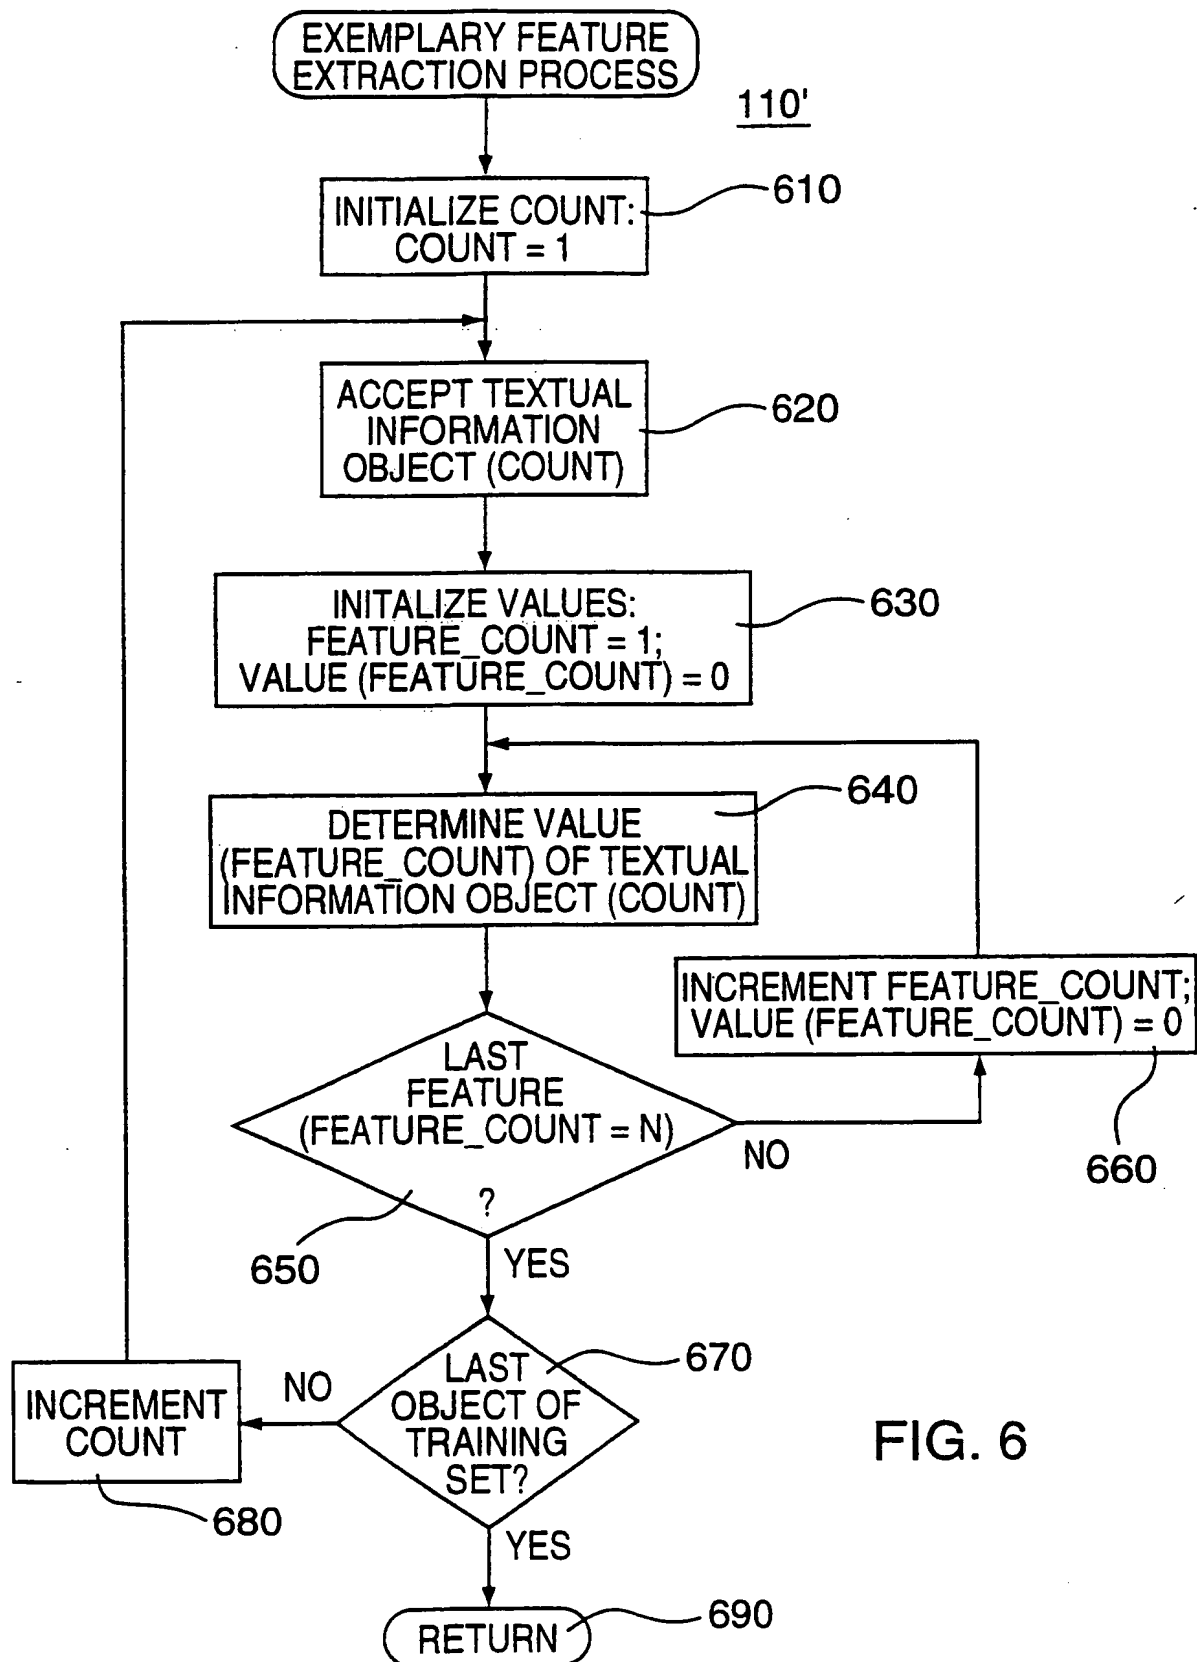 EXEMPLARY FEATURE
EXTRACTION PROCESS
110'
INITIALIZE COUNT:
COUNT = 1
610
ACCEPT TEXTUAL
INFORMATION
OBJECT (COUNT)
620
INITALIZE VALUES:
FEATURE_COUNT = 1;
VALUE (FEATURE_COUNT) = 0
630
DETERMINE VALUE
(FEATURE_COUNT) OF TEXTUAL
INFORMATION OBJECT (COUNT)
640
INCREMENT FEATURE_COUNT;
VALUE (FEATURE_COUNT) = 0
660
LAST
FEATURE
(FEATURE_COUNT = N)
?
NO
650
YES
LAST
OBJECT OF
TRAINING
SET?
670
NO
INCREMENT
COUNT
680
YES
RETURN
690
FIG. 6